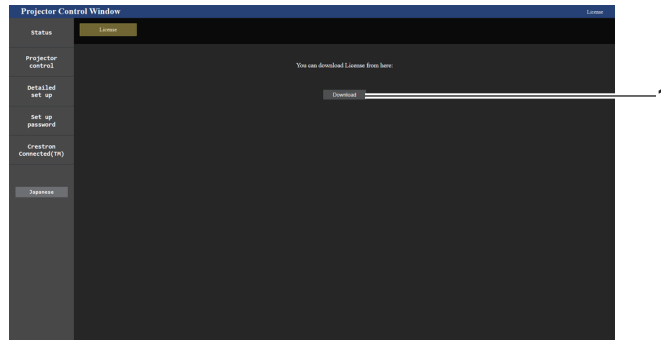 Projector Control Window
License
Status
License
Projector
control
You can download License from here:
Detailed
set up
Download
1
Set up
password
Crestron
Connected(TM)
Japanese